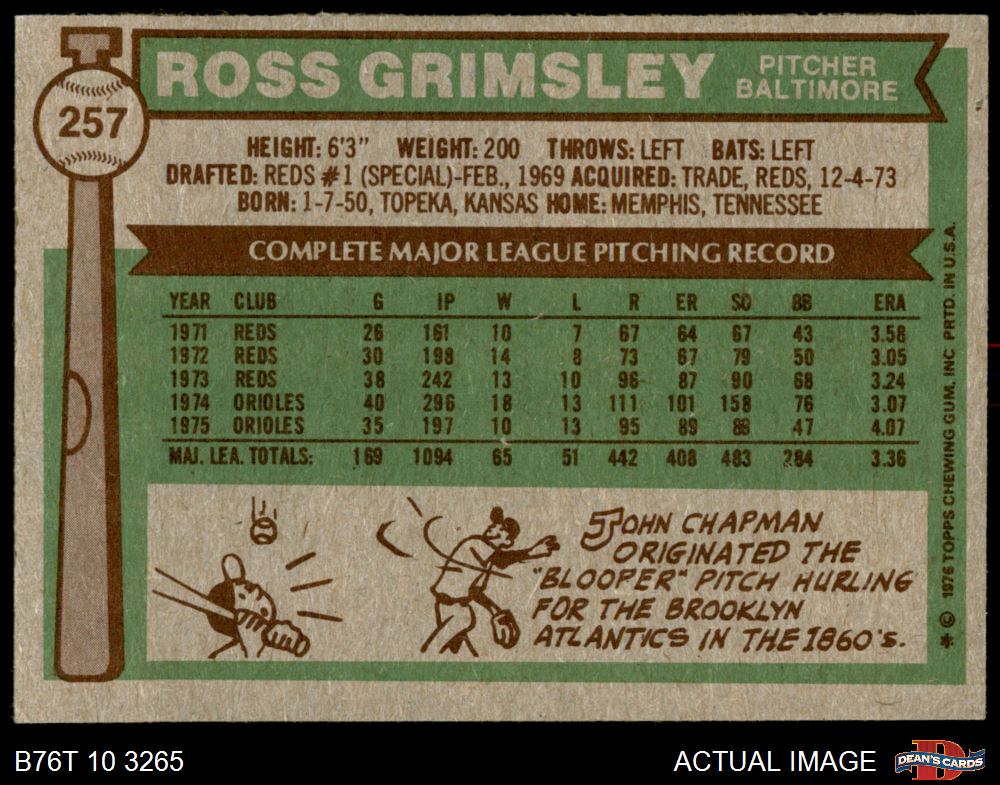 257
ROSS GRIMSLEY
PITCHER
BALTIMORE
HEIGHT: 6'3" WEIGHT: 200 THROWS: LEFT BATS: LEFT
DRAFTED: REDS #1 (SPECIAL)-FEB., 1969 ACQUIRED: TRADE, REDS, 12-4-73
BORN: 1-7-50, TOPEKA, KANSAS HOME: MEMPHIS, TENNESSEE
COMPLETE MAJOR LEAGUE PITCHING RECORD
YEAR CLUB G IP W L R ER SO BB ERA
1971 REDS 26 161 10 7 67 64 67 43 3.58
1972 REDS 30 198 14 8 73 67 79 50 3.05
1973 REDS 38 242 13 10 96 87 90 68 3.24
1974 ORIOLES 40 296 18 13 111 101 158 76 3.07
1975 ORIOLES 35 197 10 13 95 89 89 47 4.07
MAJ. LEA. TOTALS: 169 1094 65 51 442 408 483 284 3.36
JOHN CHAPMAN
ORIGINATED THE
"BLOOPER" PITCH HURLING
FOR THE BROOKLYN
ATLANTICS IN THE 1860's.
* © 1976 TOPPS CHEWING GUM, INC PRTD. IN U.S.A.
B76T 10 3265
ACTUAL IMAGE
D
DEAN'S CARDS